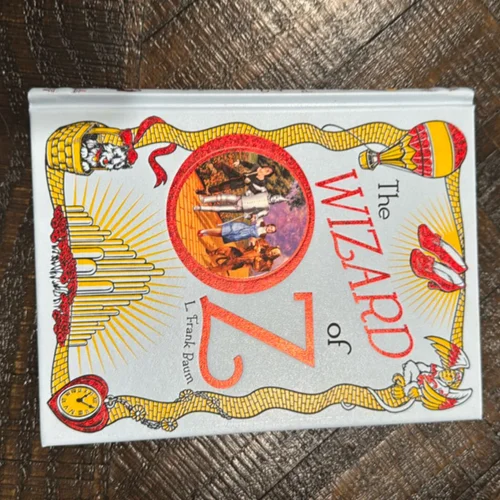 The
WIZARD
of
OZ
L. Frank Baum